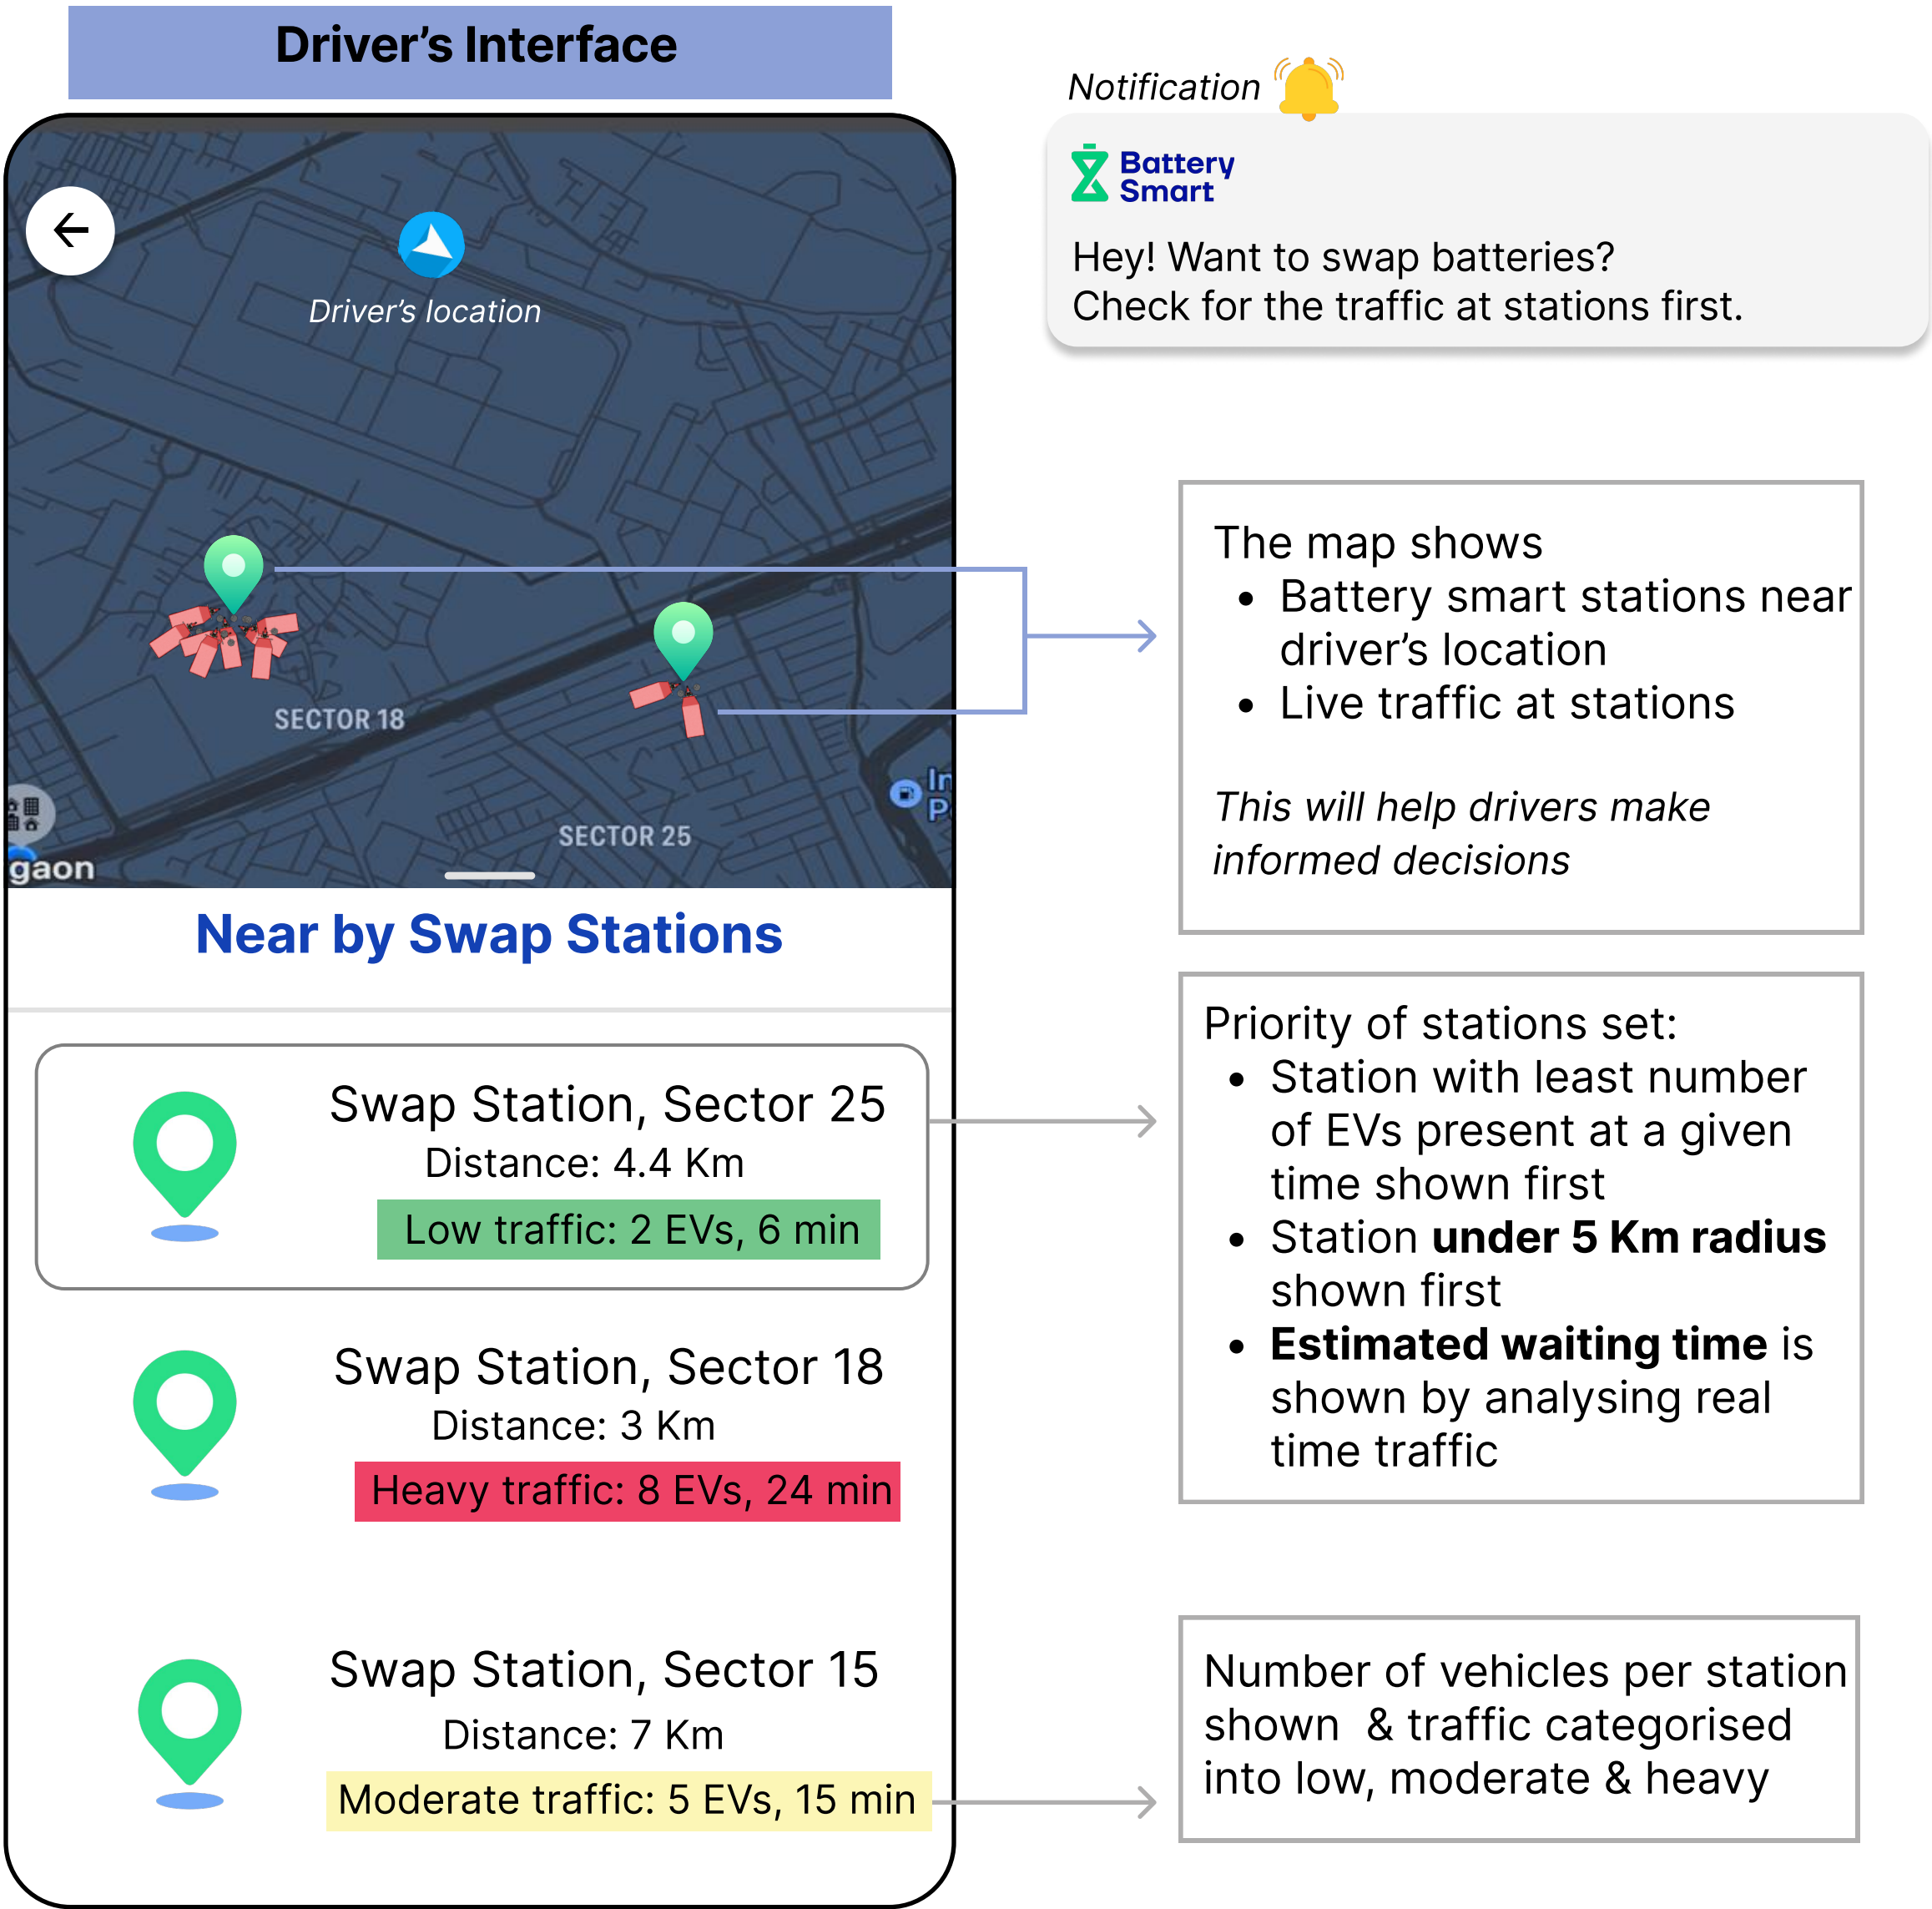 Driver's Interface
Notification
Battery
Smart
Hey! Want to swap batteries?
Check for the traffic at stations first.
Driver's location
SECTOR 18
SECTOR 25
In
P
gaon
The map shows
• Battery smart stations near
driver's location
• Live traffic at stations
This will help drivers make
informed decisions
Near by Swap Stations
Swap Station, Sector 25
Distance: 4.4 Km
Low traffic: 2 EVs, 6 min
Priority of stations set:
• Station with least number
of EVs present at a given
time shown first
• Station under 5 Km radius
shown first
• Estimated waiting time is
shown by analysing real
time traffic
Swap Station, Sector 18
Distance: 3 Km
Heavy traffic: 8 EVs, 24 min
Swap Station, Sector 15
Distance: 7 Km
Moderate traffic: 5 EVs, 15 min
Number of vehicles per station
shown  & traffic categorised
into low, moderate & heavy